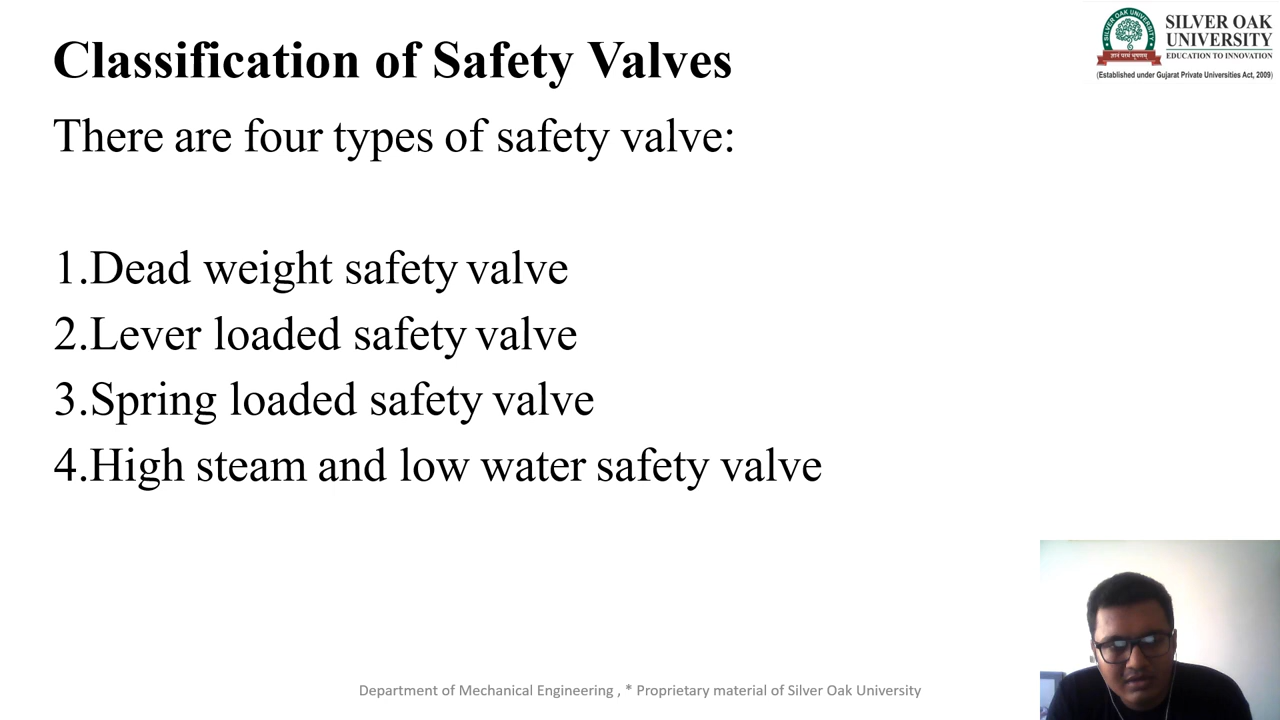 Classification of Safety Valves
SILVER OAK
UNIVERSITY
EDUCATION TO INNOVATION
(Established under Gujarat Private Universities Act, 2009)
There are four types of safety valve:
1.Dead weight safety valve
2.Lever loaded safety valve
3.Spring loaded safety valve
4.High steam and low water safety valve
Department of Mechanical Engineering , * Proprietary material of Silver Oak University